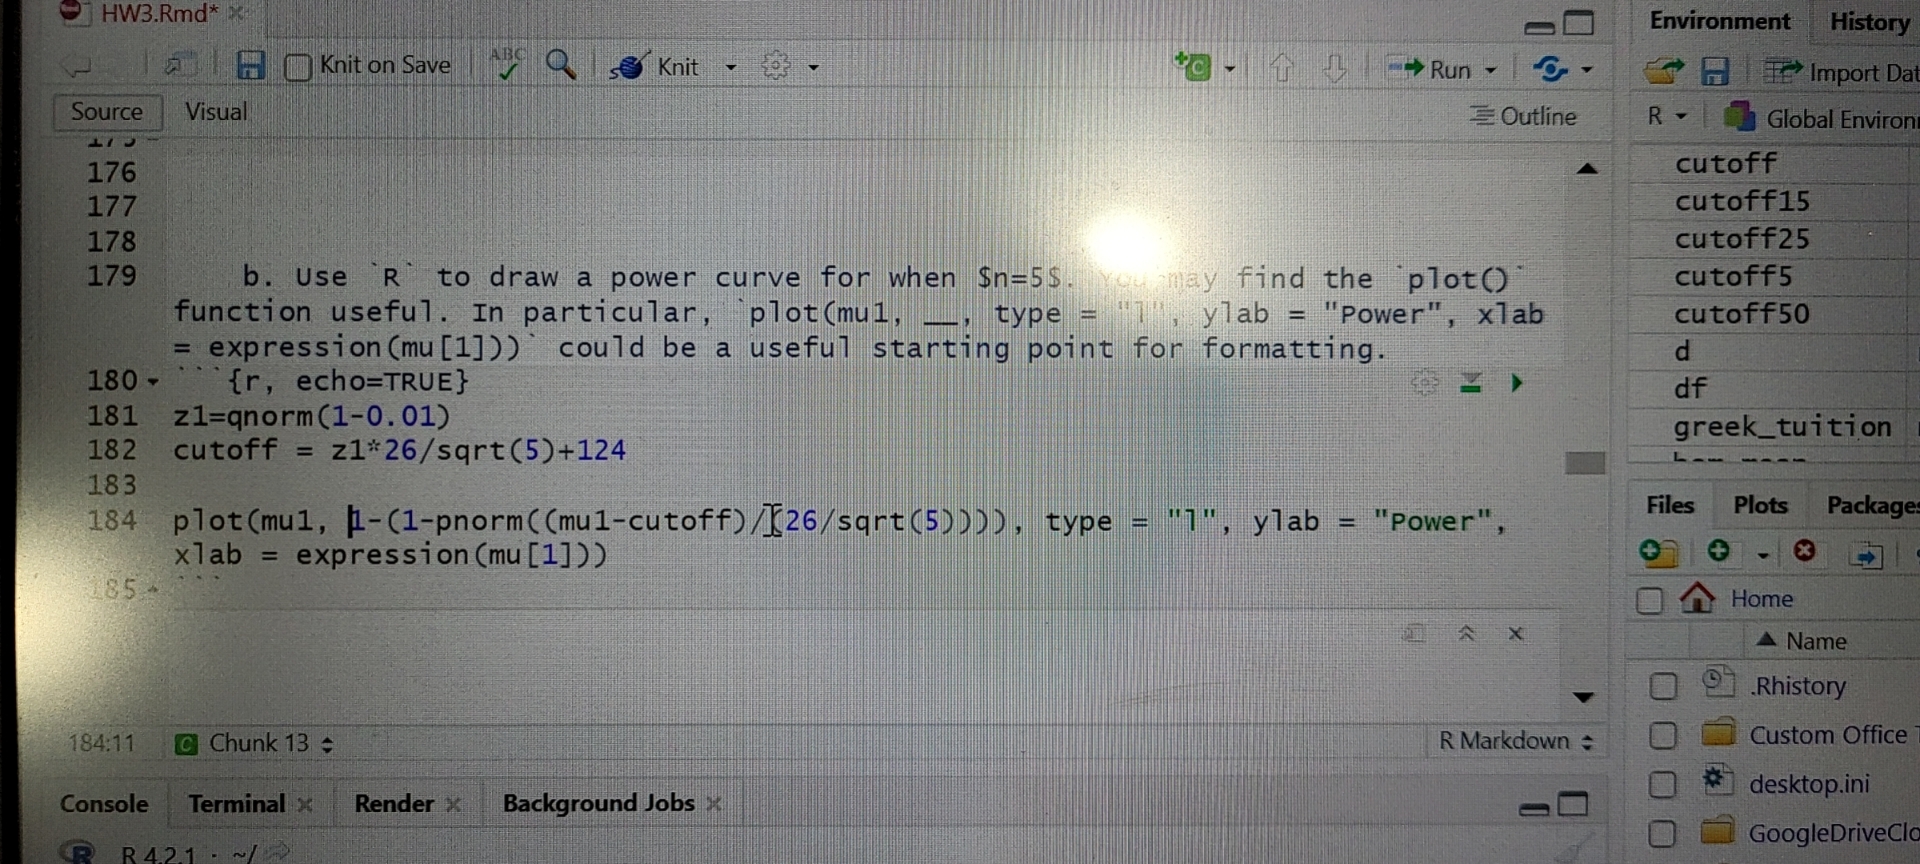 HW3.Rmd*
Knit on Save
ABC
Knit
Run
Source Visual
Outline
176
177
178
179 b. Use `R` to draw a power curve for when $n=5$. may find the `plot()`
function useful. In particular, `plot(mu1, __, type = "l", ylab = "Power", xlab
= expression(mu[1]))` could be a useful starting point for formatting.
180 ```{r, echo=TRUE}
181 z1=qnorm(1-0.01)
182 cutoff = z1*26/sqrt(5)+124
183
184 plot(mu1, 1-(1-pnorm((mu1-cutoff)/(26/sqrt(5)))), type = "l", ylab = "Power",
xlab = expression(mu[1]))
185 ```
184:11 C Chunk 13 R Markdown
Console Terminal Render Background Jobs
R R 4.2.1 · ~/
Environment History
Import Dat
R Global Environ
cutoff
cutoff15
cutoff25
cutoff5
cutoff50
d
df
greek_tuition
Files Plots Packages
Home
Name
.Rhistory
Custom Office
desktop.ini
GoogleDriveClo